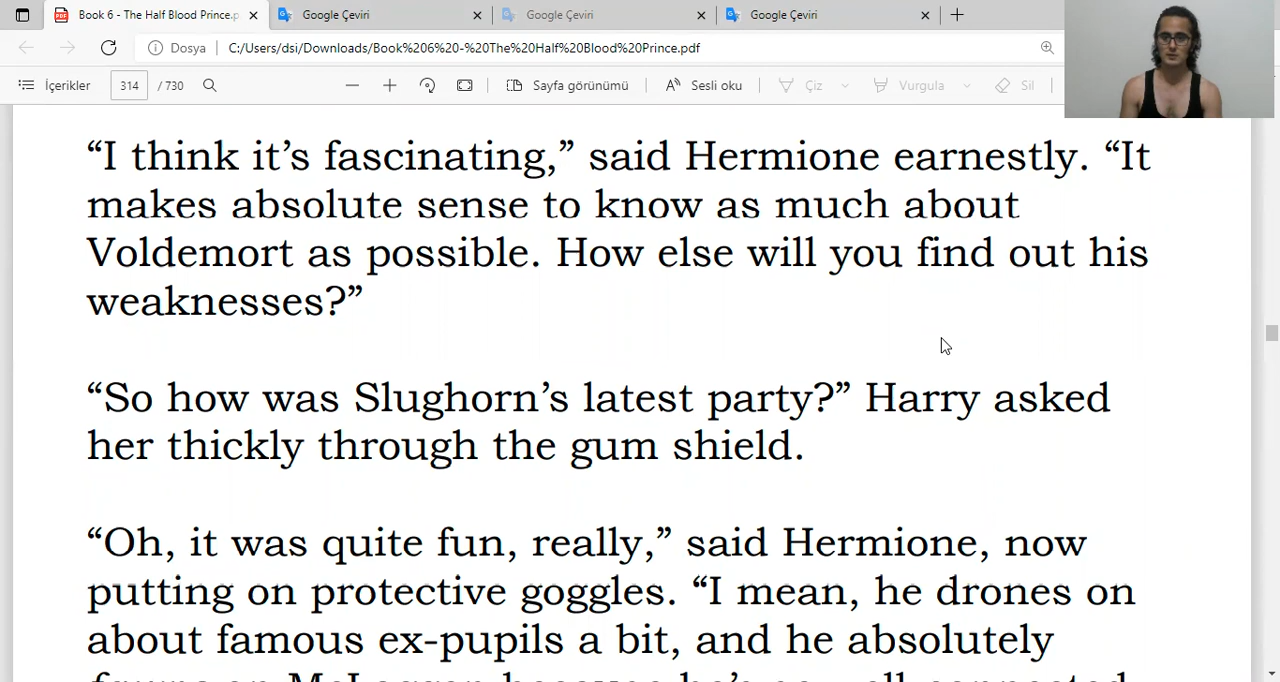 Book 6 - The Half Blood Prince.p
Google Çeviri
Google Çeviri
Google Çeviri
Dosya
C:/Users/dsi/Downloads/Book%206%20-%20The%20Half%20Blood%20Prince.pdf
İçerikler
314 / 730
Sayfa görünümü
Sesli oku
Çiz
Vurgula
Sil
“I think it’s fascinating,” said Hermione earnestly. “It
makes absolute sense to know as much about
Voldemort as possible. How else will you find out his
weaknesses?”
“So how was Slughorn’s latest party?” Harry asked
her thickly through the gum shield.
“Oh, it was quite fun, really,” said Hermione, now
putting on protective goggles. “I mean, he drones on
about famous ex-pupils a bit, and he absolutely